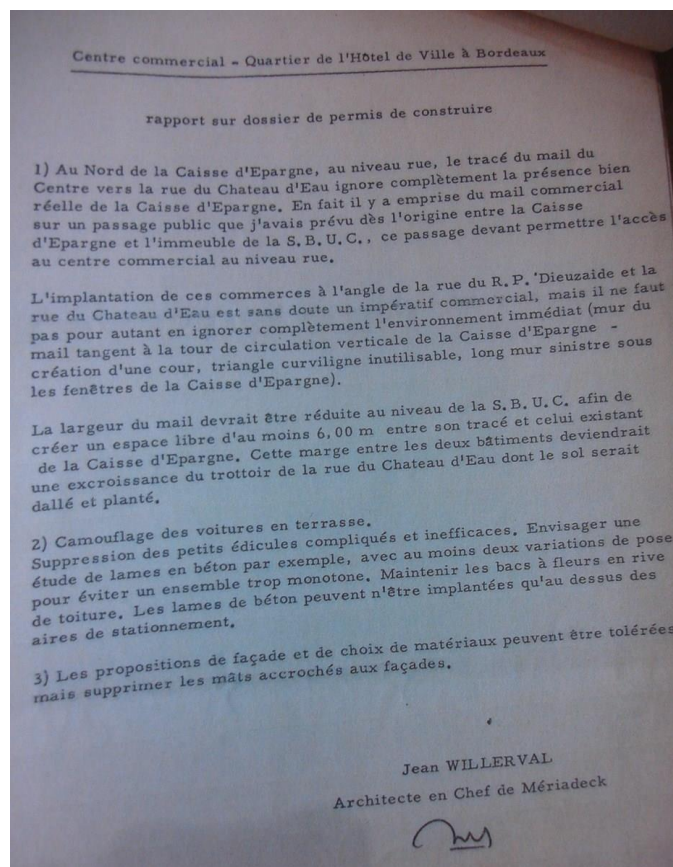 Centre commercial - Quartier de l'Hôtel de Ville à Bordeaux
rapport sur dossier de permis de construire
1) Au Nord de la Caisse d'Epargne, au niveau rue, le tracé du mail du
Centre vers la rue du Chateau d'Eau ignore complètement la présence bien
réelle de la Caisse d'Epargne. En fait il y a emprise du mail commercial
sur un passage public que j'avais prévu dès l'origine entre la Caisse
d'Epargne et l'immeuble de la S.B.U.C., ce passage devant permettre l'accès
au centre commercial au niveau rue.
L'implantation de ces commerces à l'angle de la rue du R.P. Dieuzaide et la
rue du Chateau d'Eau est sans doute un impératif commercial, mais il ne faut
pas pour autant en ignorer complètement l'environnement immédiat (mur du
mail tangent à la tour de circulation verticale de la Caisse d'Epargne -
création d'une cour, triangle curviligne inutilisable, long mur sinistre sous
les fenêtres de la Caisse d'Epargne).
La largeur du mail devrait être réduite au niveau de la S.B.U.C. afin de
créer un espace libre d'au moins 6,00 m entre son tracé et celui existant
de la Caisse d'Epargne. Cette marge entre les deux bâtiments deviendrait
une excroissance du trottoir de la rue du Chateau d'Eau dont le sol serait
dallé et planté.
2) Camouflage des voitures en terrasse.
Suppression des petits édicules compliqués et inefficaces. Envisager une
étude de lames en béton par exemple, avec au moins deux variations de pose
pour éviter un ensemble trop monotone. Maintenir les bacs à fleurs en rive
de toiture. Les lames de béton peuvent n'être implantées qu'au dessus des
aires de stationnement.
3) Les propositions de façade et de choix de matériaux peuvent être tolérées
mais supprimer les mâts accrochés aux façades.
Jean WILLERVAL
Architecte en Chef de Mériadeck